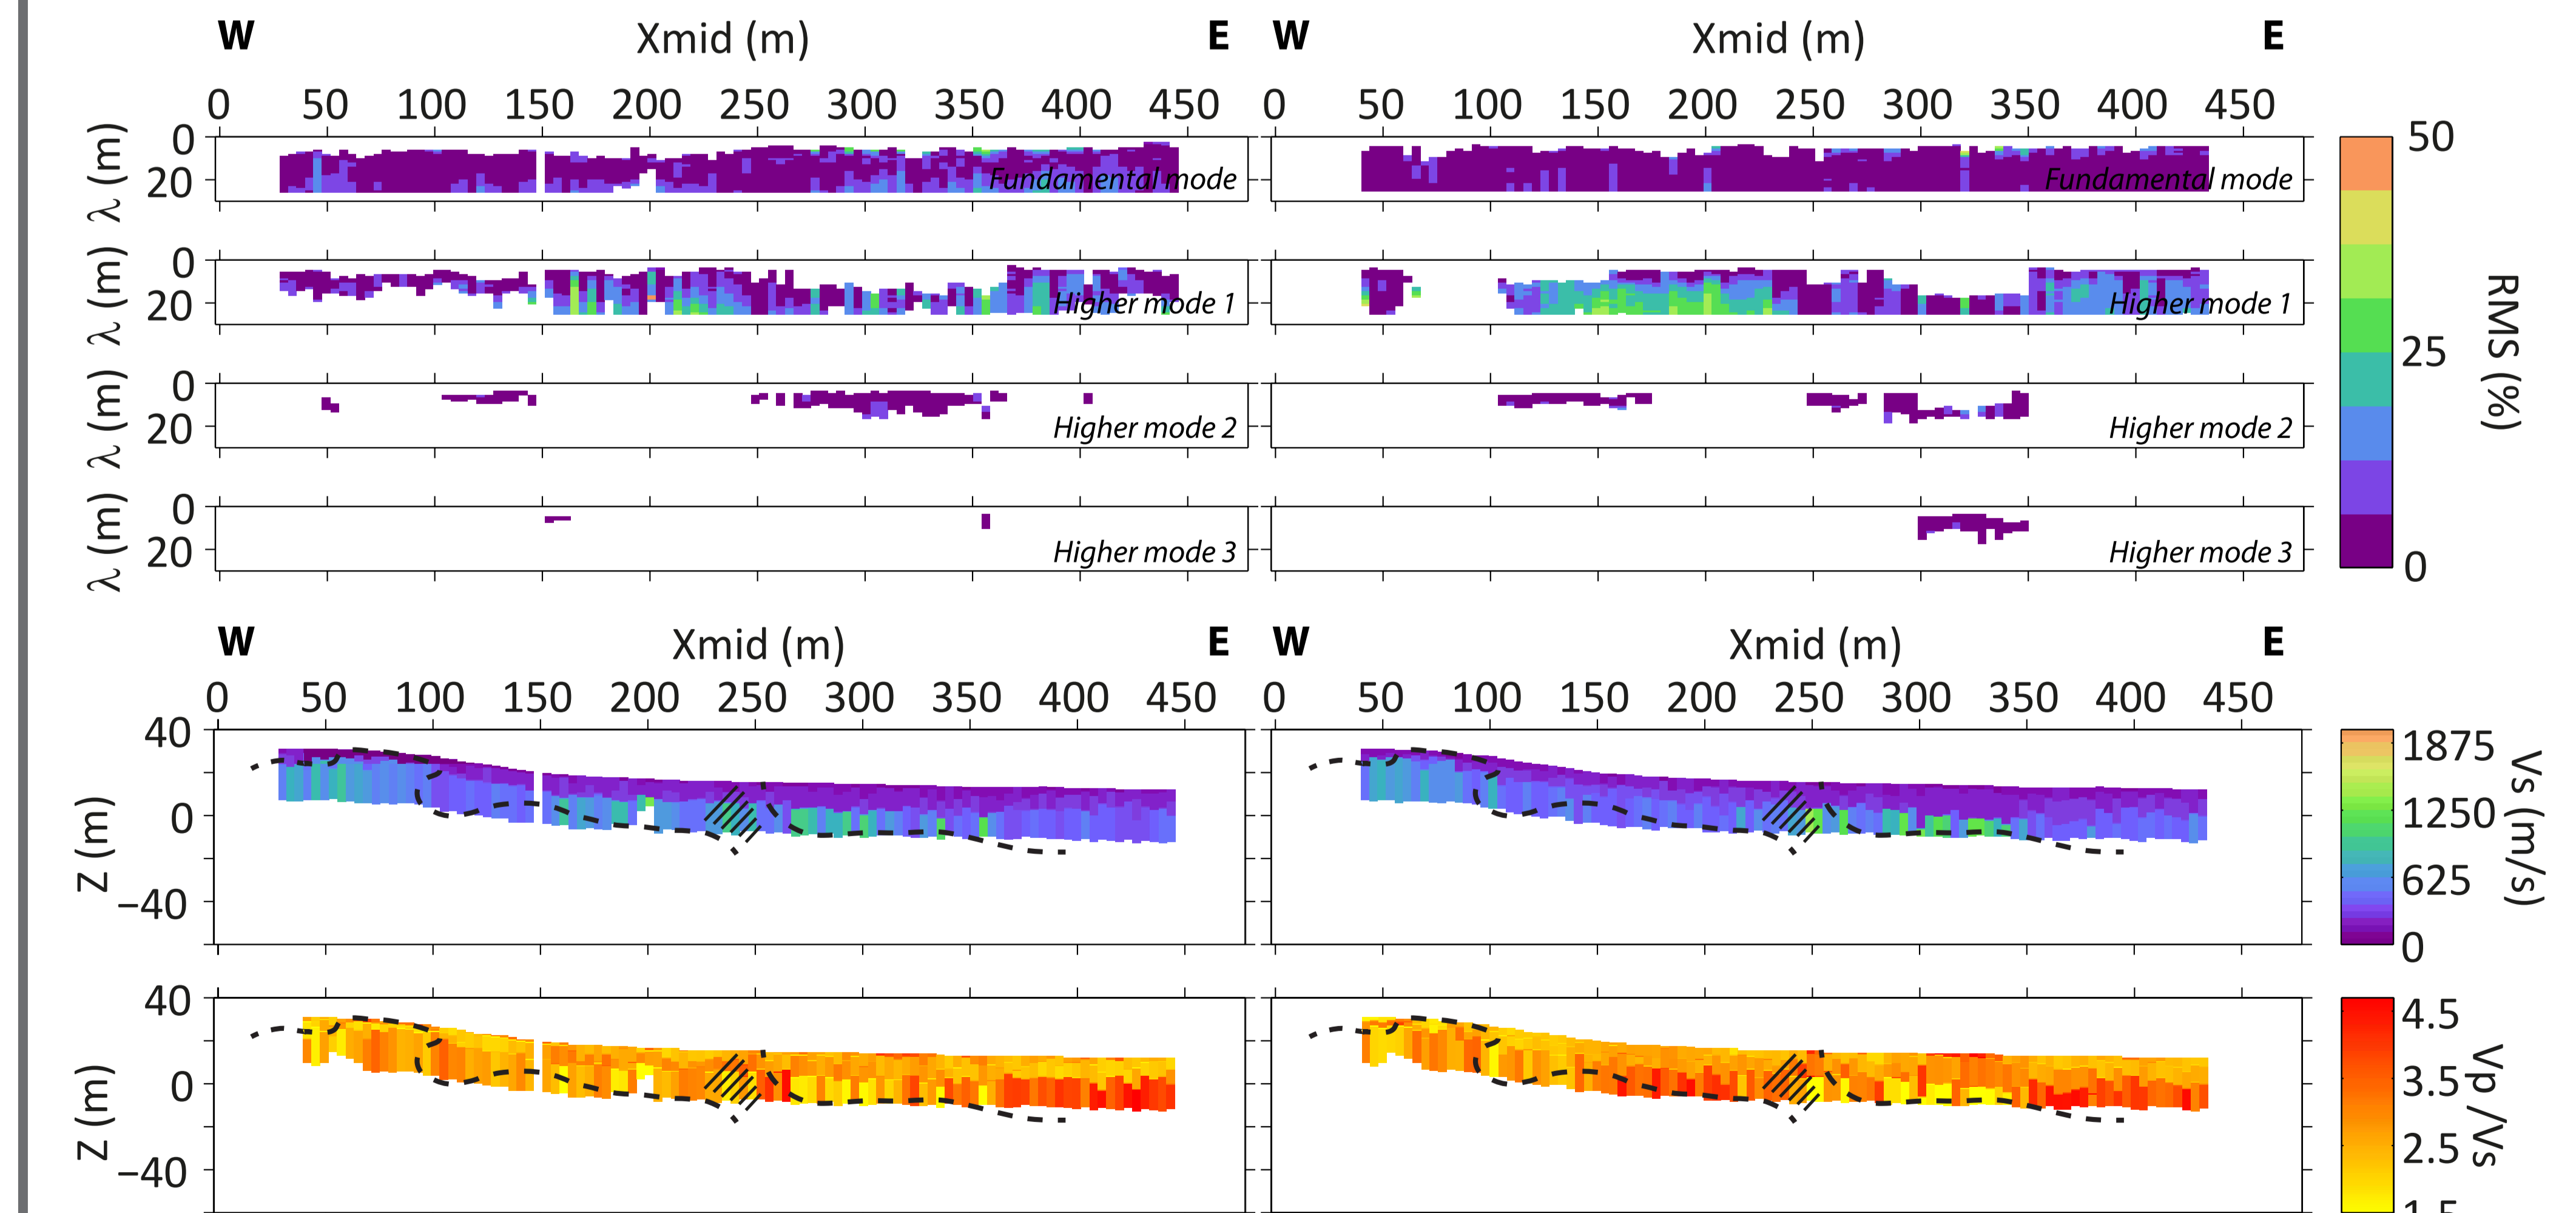 W Xmid (m) E W Xmid (m) E
0 50 100 150 200 250 300 350 400 450 0 50 100 150 200 250 300 350 400 450
λ (m) 0 20 Fundamental mode Fundamental mode
λ (m) 0 20 Higher mode 1 Higher mode 1
λ (m) 0 20 Higher mode 2 Higher mode 2
λ (m) 0 20 Higher mode 3 Higher mode 3
50
25
0
RMS (%)
W Xmid (m) E W Xmid (m) E
0 50 100 150 200 250 300 350 400 450 0 50 100 150 200 250 300 350 400 450
Z (m)
40
0
−40
1875
1250
625
0
Vs (m/s)
Z (m)
40
0
−40
4.5
3.5
2.5
1.5
Vp /Vs